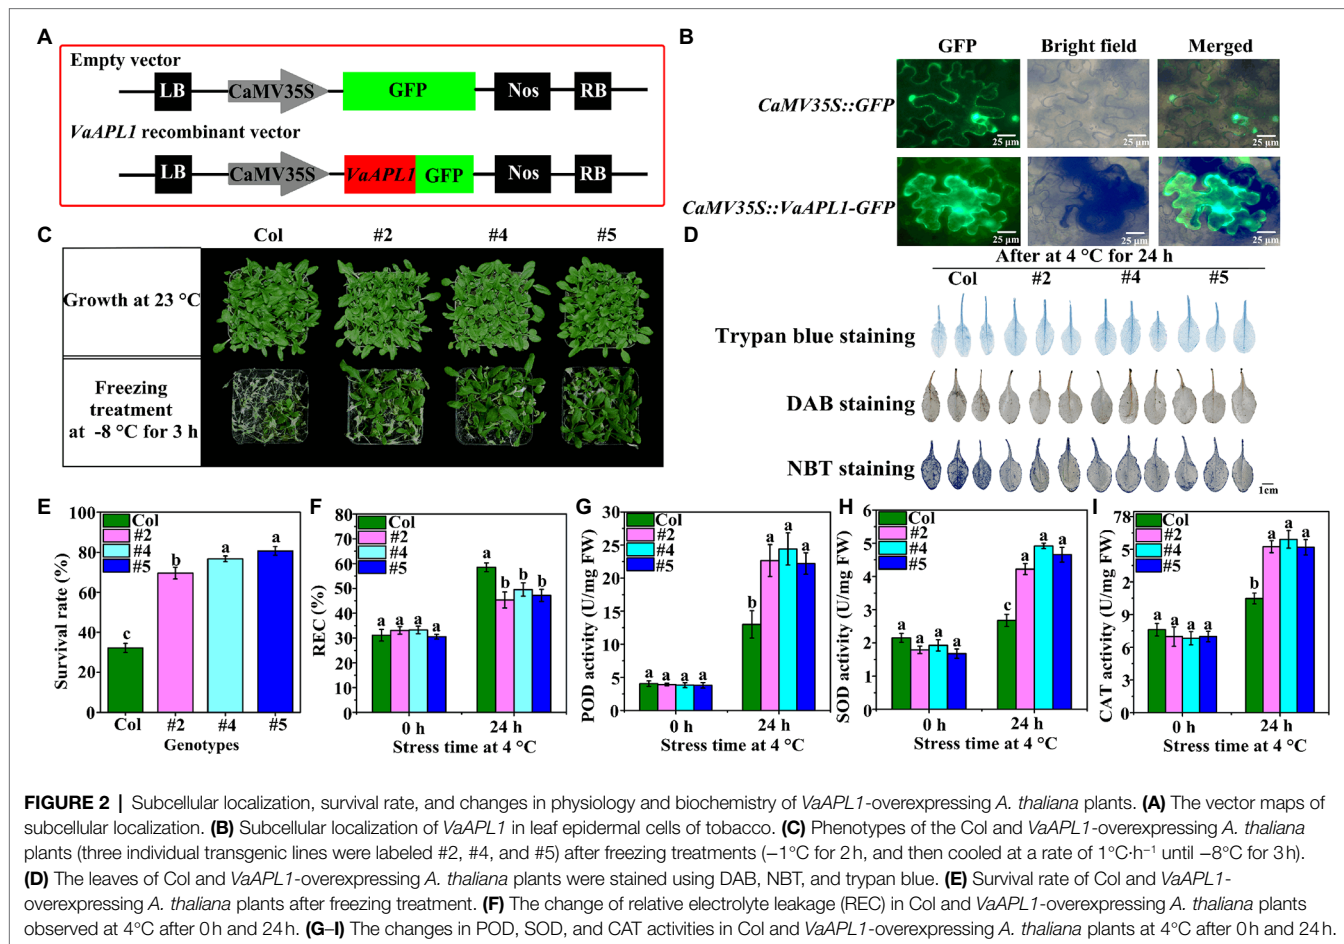 A
Empty vector
LB CaMV35S GFP Nos RB
VaAPL1 recombinant vector
LB CaMV35S VaAPL1 GFP Nos RB
B
GFP Bright field Merged
CaMV35S::GFP
25 μm 25 μm 25 μm
CaMV35S::VaAPL1-GFP
25 μm 25 μm 25 μm
C
Col #2 #4 #5
Growth at 23 °C
Freezing
treatment
at -8 °C for 3 h
D
After at 4 °C for 24 h
Col #2 #4 #5
Trypan blue staining
DAB staining
NBT staining
1cm
E
Survival rate (%)
100
80
60
40
20
0
Col
#2
#4
#5
c b a a
Col #2 #4 #5
Genotypes
F
REC (%)
80
70
60
50
40
30
20
10
0
Col
#2
#4
#5
a a a a a b b b
0 h 24 h
Stress time at 4 °C
G
POD activity (U/mg FW)
30
25
20
15
10
5
0
Col
#2
#4
#5
a a a a b a a a
0 h 24 h
Stress time at 4 °C
H
SOD activity (U/mg FW)
6
5
4
3
2
1
0
Col
#2
#4
#5
a a a a c b a a
0 h 24 h
Stress time at 4 °C
I
CAT activity (U/mg FW)
78
5
2
9
6
3
0
Col
#2
#4
#5
a a a a b a a a
0 h 24 h
Stress time at 4 °C
FIGURE 2 | Subcellular localization, survival rate, and changes in physiology and biochemistry of VaAPL1-overexpressing A. thaliana plants. (A) The vector maps of
subcellular localization. (B) Subcellular localization of VaAPL1 in leaf epidermal cells of tobacco. (C) Phenotypes of the Col and VaAPL1-overexpressing A. thaliana
plants (three individual transgenic lines were labeled #2, #4, and #5) after freezing treatments (−1°C for 2h, and then cooled at a rate of 1°C·h⁻¹ until −8°C for 3h).
(D) The leaves of Col and VaAPL1-overexpressing A. thaliana plants were stained using DAB, NBT, and trypan blue. (E) Survival rate of Col and VaAPL1-
overexpressing A. thaliana plants after freezing treatment. (F) The change of relative electrolyte leakage (REC) in Col and VaAPL1-overexpressing A. thaliana plants
observed at 4°C after 0h and 24h. (G–I) The changes in POD, SOD, and CAT activities in Col and VaAPL1-overexpressing A. thaliana plants at 4°C after 0h and 24h.